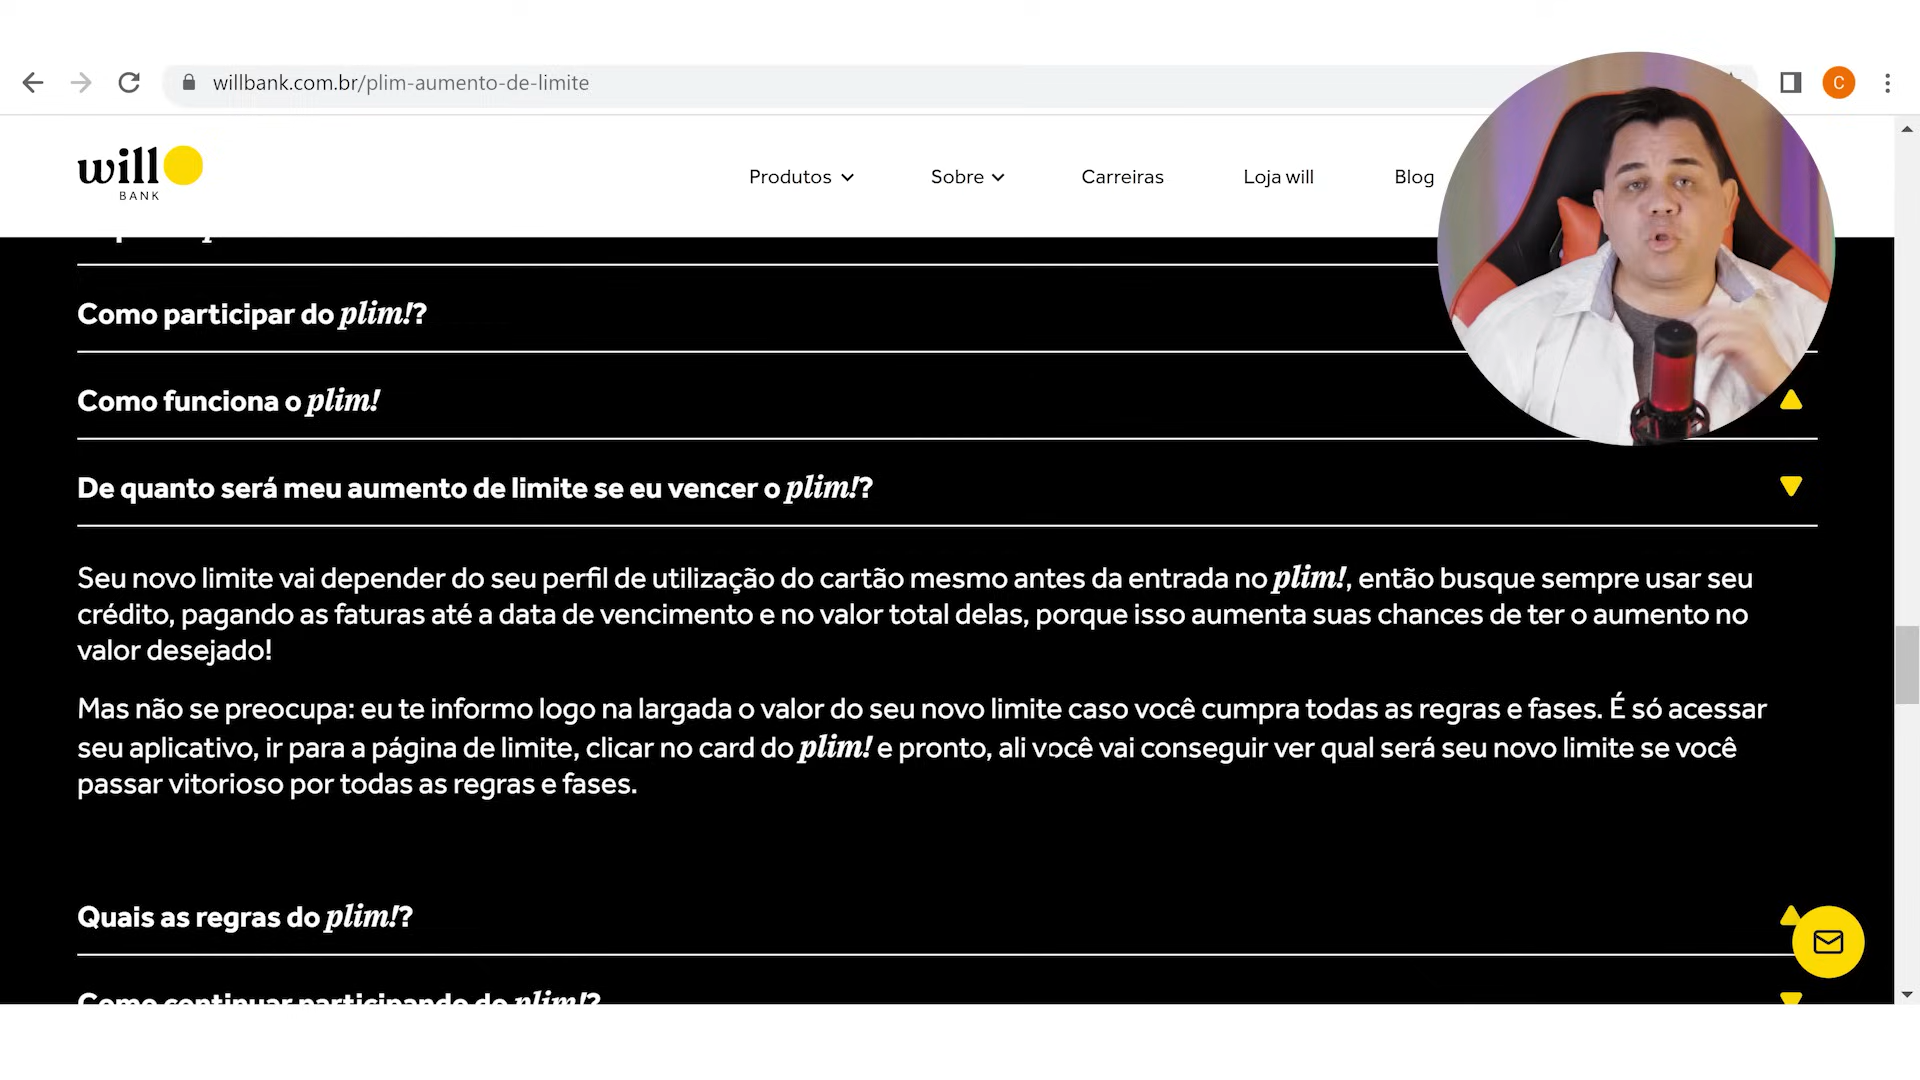 willbank.com.br/plim-aumento-de-limite
C
will
BANK
Produtos
Sobre
Carreiras
Loja will
Blog
Como participar do plim!?
Como funciona o plim!
De quanto será meu aumento de limite se eu vencer o plim!?
Seu novo limite vai depender do seu perfil de utilização do cartão mesmo antes da entrada no plim!, então busque sempre usar seu
crédito, pagando as faturas até a data de vencimento e no valor total delas, porque isso aumenta suas chances de ter o aumento no
valor desejado!
Mas não se preocupa: eu te informo logo na largada o valor do seu novo limite caso você cumpra todas as regras e fases. É só acessar
seu aplicativo, ir para a página de limite, clicar no card do plim! e pronto, ali você vai conseguir ver qual será seu novo limite se você
passar vitorioso por todas as regras e fases.
Quais as regras do plim!?
Como continuar participando do plim!?